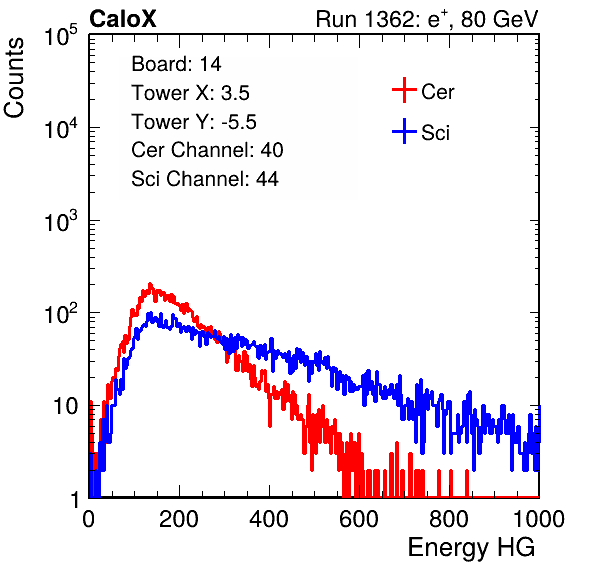 CaloX Run 1362: e⁺, 80 GeV
Counts
10⁵
10⁴
10³
10²
10
1
Board: 14
Tower X: 3.5
Tower Y: -5.5
Cer Channel: 40
Sci Channel: 44
Cer
Sci
0 200 400 600 800 1000
Energy HG